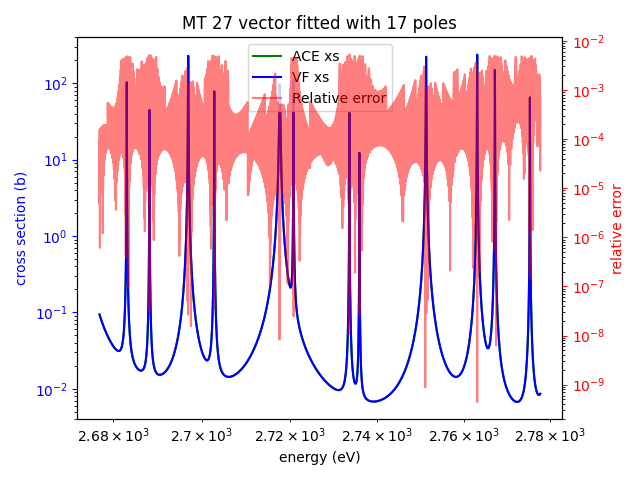 MT 27 vector fitted with 17 poles
ACE xs
VF xs
Relative error
cross section (b)
10²
10¹
10⁰
10⁻¹
10⁻²
10⁻²
10⁻³
10⁻⁴
10⁻⁵
10⁻⁶
10⁻⁷
10⁻⁸
10⁻⁹
relative error
2.68 × 10³ 2.7 × 10³ 2.72 × 10³ 2.74 × 10³ 2.76 × 10³ 2.78 × 10³
energy (eV)